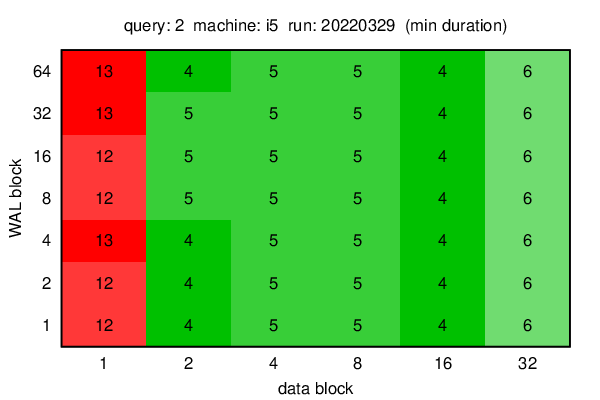 query: 2  machine: i5  run: 20220329  (min duration)
64 13 4 5 5 4 6
32 13 5 5 5 4 6
16 12 5 5 5 4 6
8 12 5 5 5 4 6
4 13 4 5 5 4 6
2 12 4 5 5 4 6
1 12 4 5 5 4 6
WAL block
1 2 4 8 16 32
data block